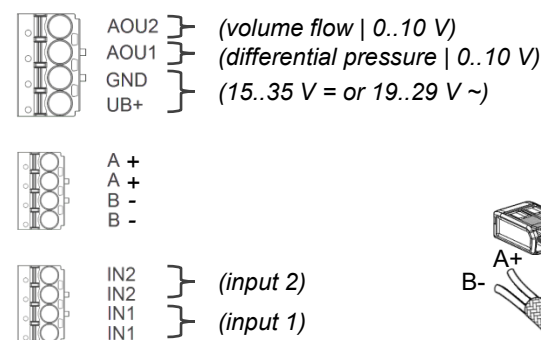 AOU2 (volume flow | 0..10 V)
AOU1 (differential pressure | 0..10 V)
GND
UB+
(15..35 V = or 19..29 V ~)
A +
A +
B -
B -
A+
B-
IN2
IN2
(input 2)
IN1
IN1
(input 1)